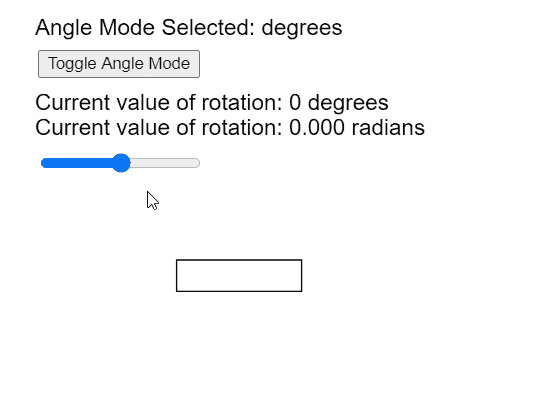 Angle Mode Selected: degrees
Toggle Angle Mode
Current value of rotation: 0 degrees
Current value of rotation: 0.000 radians